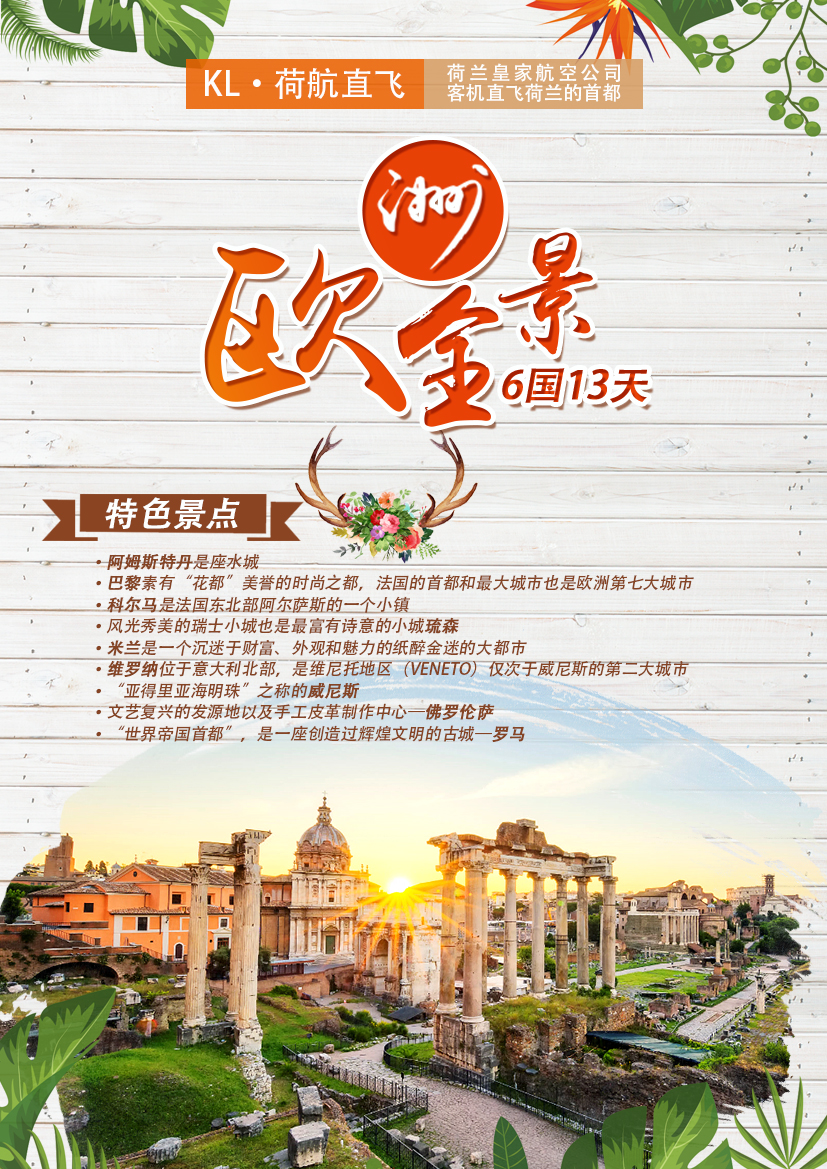 KL·荷航直飞
荷兰皇家航空公司
客机直飞荷兰的首都
欧洲全景
6国13天
特色景点
•阿姆斯特丹是座水城
•巴黎素有“花都”美誉的时尚之都，法国的首都和最大城市也是欧洲第七大城市
•科尔马是法国东北部阿尔萨斯的一个小镇
•风光秀美的瑞士小城也是最富有诗意的小城琉森
•米兰是一个沉迷于财富、外观和魅力的纸醉金迷的大都市
•维罗纳位于意大利北部，是维尼托地区（VENETO）仅次于威尼斯的第二大城市
•“亚得里亚海明珠”之称的威尼斯
•文艺复兴的发源地以及手工皮革制作中心—佛罗伦萨
•“世界帝国首都”，是一座创造过辉煌文明的古城—罗马